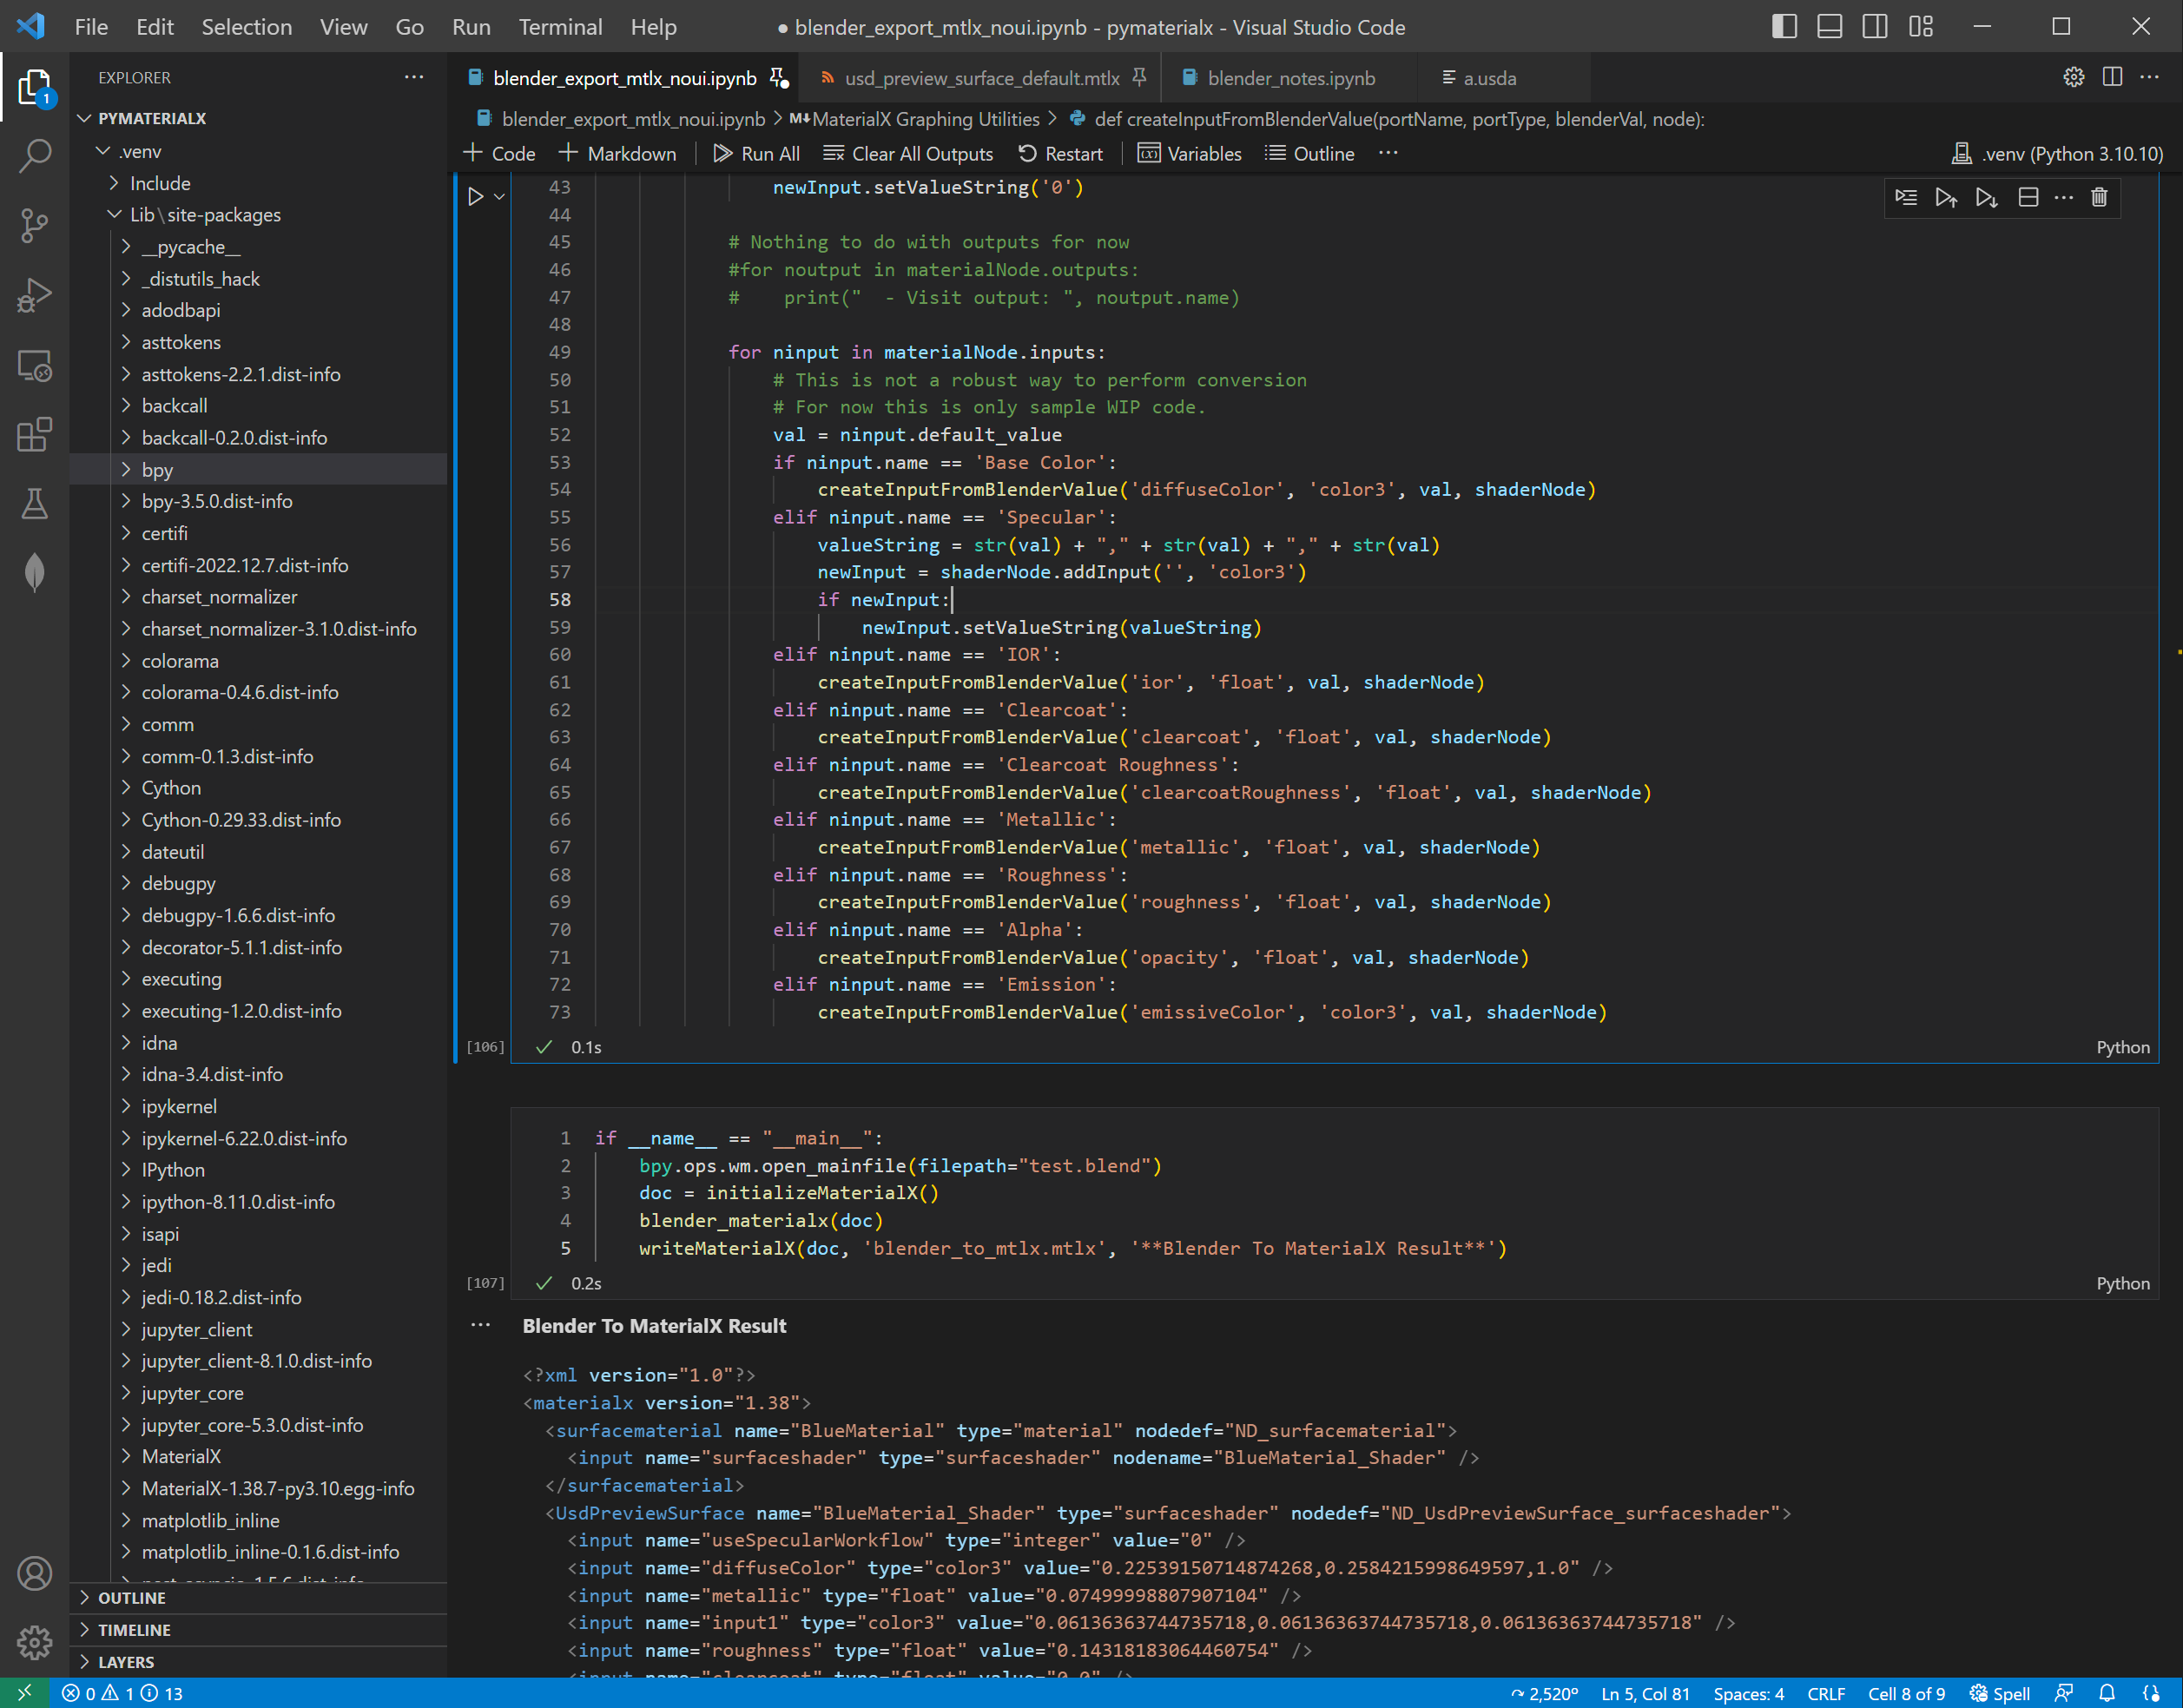 File Edit Selection View Go Run Terminal Help
● blender_export_mtlx_noui.ipynb - pymaterialx - Visual Studio Code
EXPLORER
1
PYMATERIALX
.venv
Include
Lib\site-packages
__pycache__
_distutils_hack
adodbapi
asttokens
asttokens-2.2.1.dist-info
backcall
backcall-0.2.0.dist-info
bpy
bpy-3.5.0.dist-info
certifi
certifi-2022.12.7.dist-info
charset_normalizer
charset_normalizer-3.1.0.dist-info
colorama
colorama-0.4.6.dist-info
comm
comm-0.1.3.dist-info
Cython
Cython-0.29.33.dist-info
dateutil
debugpy
debugpy-1.6.6.dist-info
decorator-5.1.1.dist-info
executing
executing-1.2.0.dist-info
idna
idna-3.4.dist-info
ipykernel
ipykernel-6.22.0.dist-info
IPython
ipython-8.11.0.dist-info
isapi
jedi
jedi-0.18.2.dist-info
jupyter_client
jupyter_client-8.1.0.dist-info
jupyter_core
jupyter_core-5.3.0.dist-info
MaterialX
MaterialX-1.38.7-py3.10.egg-info
matplotlib_inline
matplotlib_inline-0.1.6.dist-info
OUTLINE
TIMELINE
LAYERS
blender_export_mtlx_noui.ipynb usd_preview_surface_default.mtlx blender_notes.ipynb a.usda
blender_export_mtlx_noui.ipynb > M↓MaterialX Graphing Utilities > def createInputFromBlenderValue(portName, portType, blenderVal, node):
+ Code + Markdown Run All Clear All Outputs Restart Variables Outline ··· .venv (Python 3.10.10)
43 newInput.setValueString('0')
44
45 # Nothing to do with outputs for now
46 #for noutput in materialNode.outputs:
47 #    print("  - Visit output: ", noutput.name)
48
49 for ninput in materialNode.inputs:
50 # This is not a robust way to perform conversion
51 # For now this is only sample WIP code.
52 val = ninput.default_value
53 if ninput.name == 'Base Color':
54 createInputFromBlenderValue('diffuseColor', 'color3', val, shaderNode)
55 elif ninput.name == 'Specular':
56 valueString = str(val) + "," + str(val) + "," + str(val)
57 newInput = shaderNode.addInput('', 'color3')
58 if newInput:
59 newInput.setValueString(valueString)
60 elif ninput.name == 'IOR':
61 createInputFromBlenderValue('ior', 'float', val, shaderNode)
62 elif ninput.name == 'Clearcoat':
63 createInputFromBlenderValue('clearcoat', 'float', val, shaderNode)
64 elif ninput.name == 'Clearcoat Roughness':
65 createInputFromBlenderValue('clearcoatRoughness', 'float', val, shaderNode)
66 elif ninput.name == 'Metallic':
67 createInputFromBlenderValue('metallic', 'float', val, shaderNode)
68 elif ninput.name == 'Roughness':
69 createInputFromBlenderValue('roughness', 'float', val, shaderNode)
70 elif ninput.name == 'Alpha':
71 createInputFromBlenderValue('opacity', 'float', val, shaderNode)
72 elif ninput.name == 'Emission':
73 createInputFromBlenderValue('emissiveColor', 'color3', val, shaderNode)
[106] ✓ 0.1s Python
1 if __name__ == "__main__":
2 bpy.ops.wm.open_mainfile(filepath="test.blend")
3 doc = initializeMaterialX()
4 blender_materialx(doc)
5 writeMaterialX(doc, 'blender_to_mtlx.mtlx', '**Blender To MaterialX Result**')
[107] ✓ 0.2s Python
Blender To MaterialX Result
<?xml version="1.0"?>
<materialx version="1.38">
<surfacematerial name="BlueMaterial" type="material" nodedef="ND_surfacematerial">
<input name="surfaceshader" type="surfaceshader" nodename="BlueMaterial_Shader" />
</surfacematerial>
<UsdPreviewSurface name="BlueMaterial_Shader" type="surfaceshader" nodedef="ND_UsdPreviewSurface_surfaceshader">
<input name="useSpecularWorkflow" type="integer" value="0" />
<input name="diffuseColor" type="color3" value="0.22539150714874268,0.2584215998649597,1.0" />
<input name="metallic" type="float" value="0.07499998807907104" />
<input name="input1" type="color3" value="0.06136363744735718,0.06136363744735718,0.06136363744735718" />
<input name="roughness" type="float" value="0.14318183064460754" />
<input name="clearcoat" type="float" value="0.0" />
0 1 13 2,520° Ln 5, Col 81 Spaces: 4 CRLF Cell 8 of 9 Spell